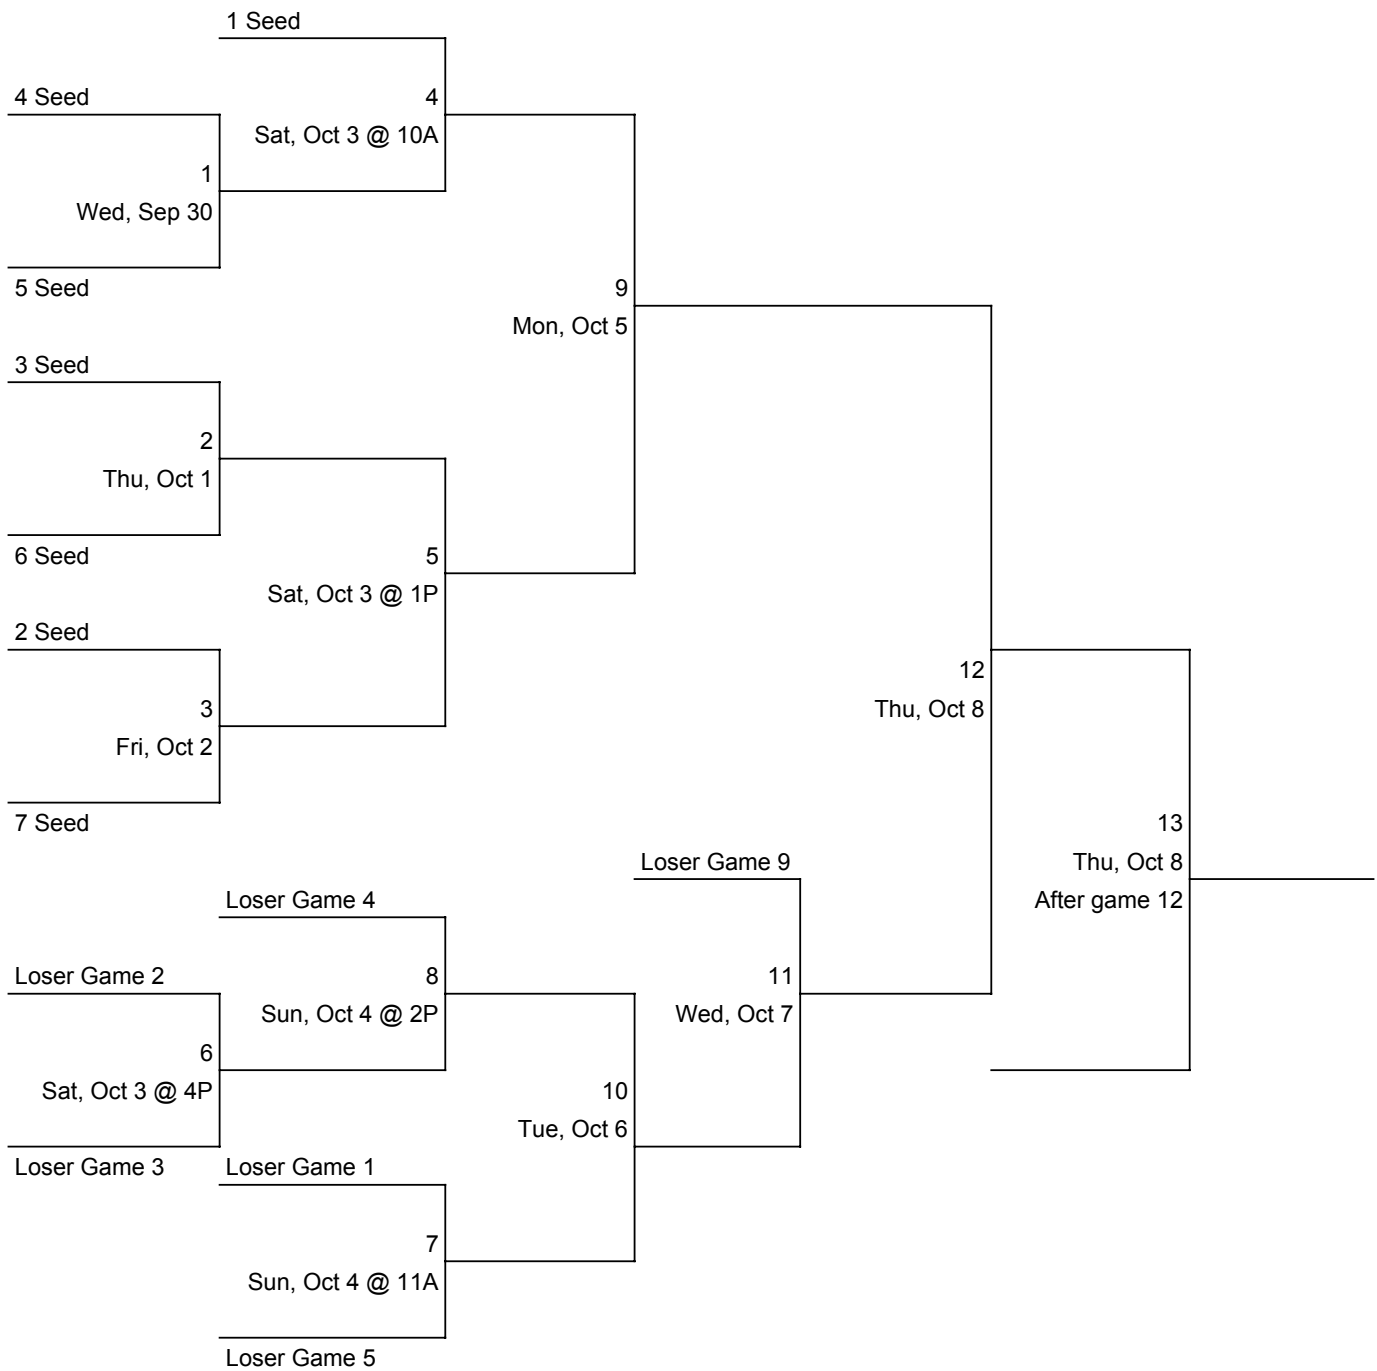 1 Seed
4 Seed
4
Sat, Oct 3 @ 10A
1
Wed, Sep 30
5 Seed
9
Mon, Oct 5
3 Seed
2
Thu, Oct 1
6 Seed
5
Sat, Oct 3 @ 1P
2 Seed
12
Thu, Oct 8
3
Fri, Oct 2
7 Seed
13
Thu, Oct 8
After game 12
Loser Game 9
Loser Game 4
Loser Game 2
8
Sun, Oct 4 @ 2P
11
Wed, Oct 7
6
Sat, Oct 3 @ 4P
10
Tue, Oct 6
Loser Game 3
Loser Game 1
7
Sun, Oct 4 @ 11A
Loser Game 5